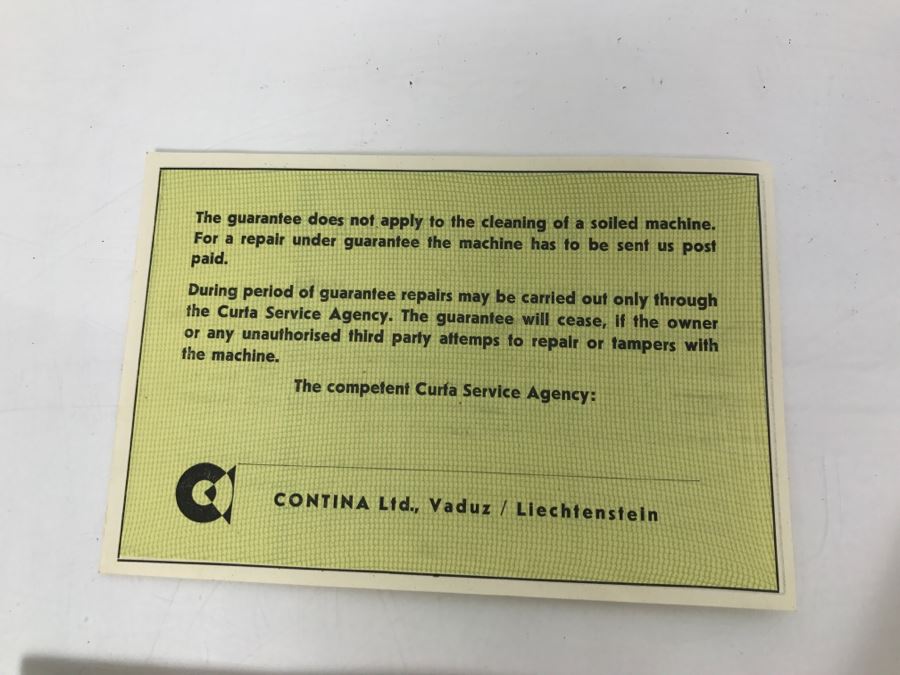 The guarantee does not apply to the cleaning of a soiled machine.
For a repair under guarantee the machine has to be sent us post
paid.
During period of guarantee repairs may be carried out only through
the Curta Service Agency. The guarantee will cease, if the owner
or any unauthorised third party attemps to repair or tampers with
the machine.
The competent Curta Service Agency:
CONTINA Ltd., Vaduz / Liechtenstein